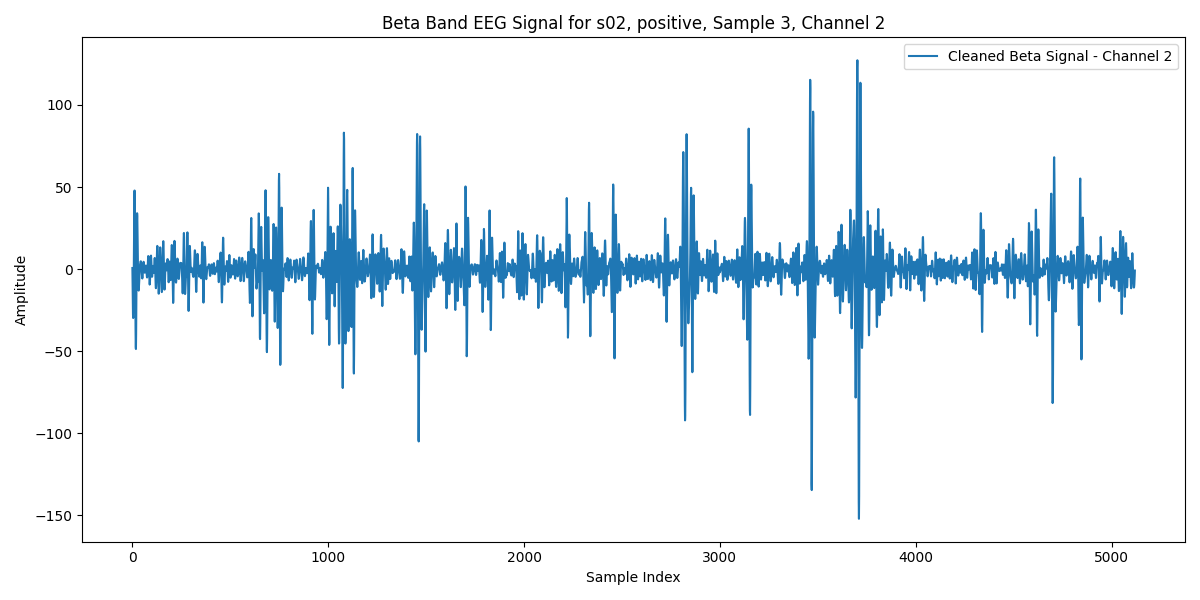 Beta Band EEG Signal for s02, positive, Sample 3, Channel 2
Cleaned Beta Signal - Channel 2
Amplitude
100
50
0
−50
−100
−150
0 1000 2000 3000 4000 5000
Sample Index